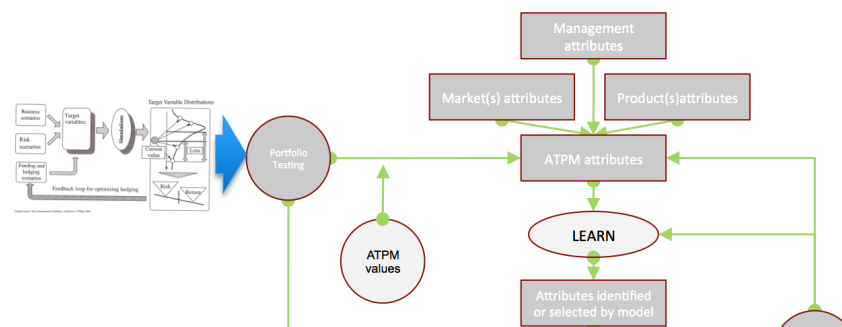 Management
attributes
Market(s) attributes
Product(s)attributes
Target Variable Distributions
Business
scenarios
Target
variables:
Simulations
Current
value
Loss
Risk
scenarios
Portfolio
Testing
ATPM attributes
Funding and
hedging
scenarios
Risk
Return
Feedback loop for optimizing hedging
LEARN
ATPM
values
Attributes identified
or selected by model